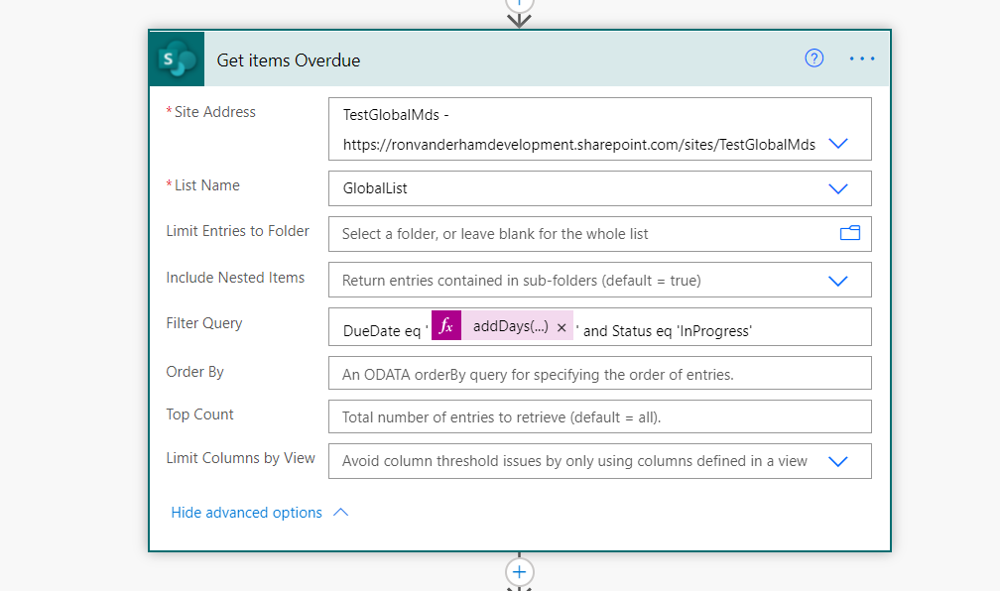 Get items Overdue
* Site Address
TestGlobalMds -
https://ronvanderhamdevelopment.sharepoint.com/sites/TestGlobalMds
* List Name
GlobalList
Limit Entries to Folder
Select a folder, or leave blank for the whole list
Include Nested Items
Return entries contained in sub-folders (default = true)
Filter Query
DueDate eq ' fx addDays(...) × ' and Status eq 'InProgress'
Order By
An ODATA orderBy query for specifying the order of entries.
Top Count
Total number of entries to retrieve (default = all).
Limit Columns by View
Avoid column threshold issues by only using columns defined in a view
Hide advanced options